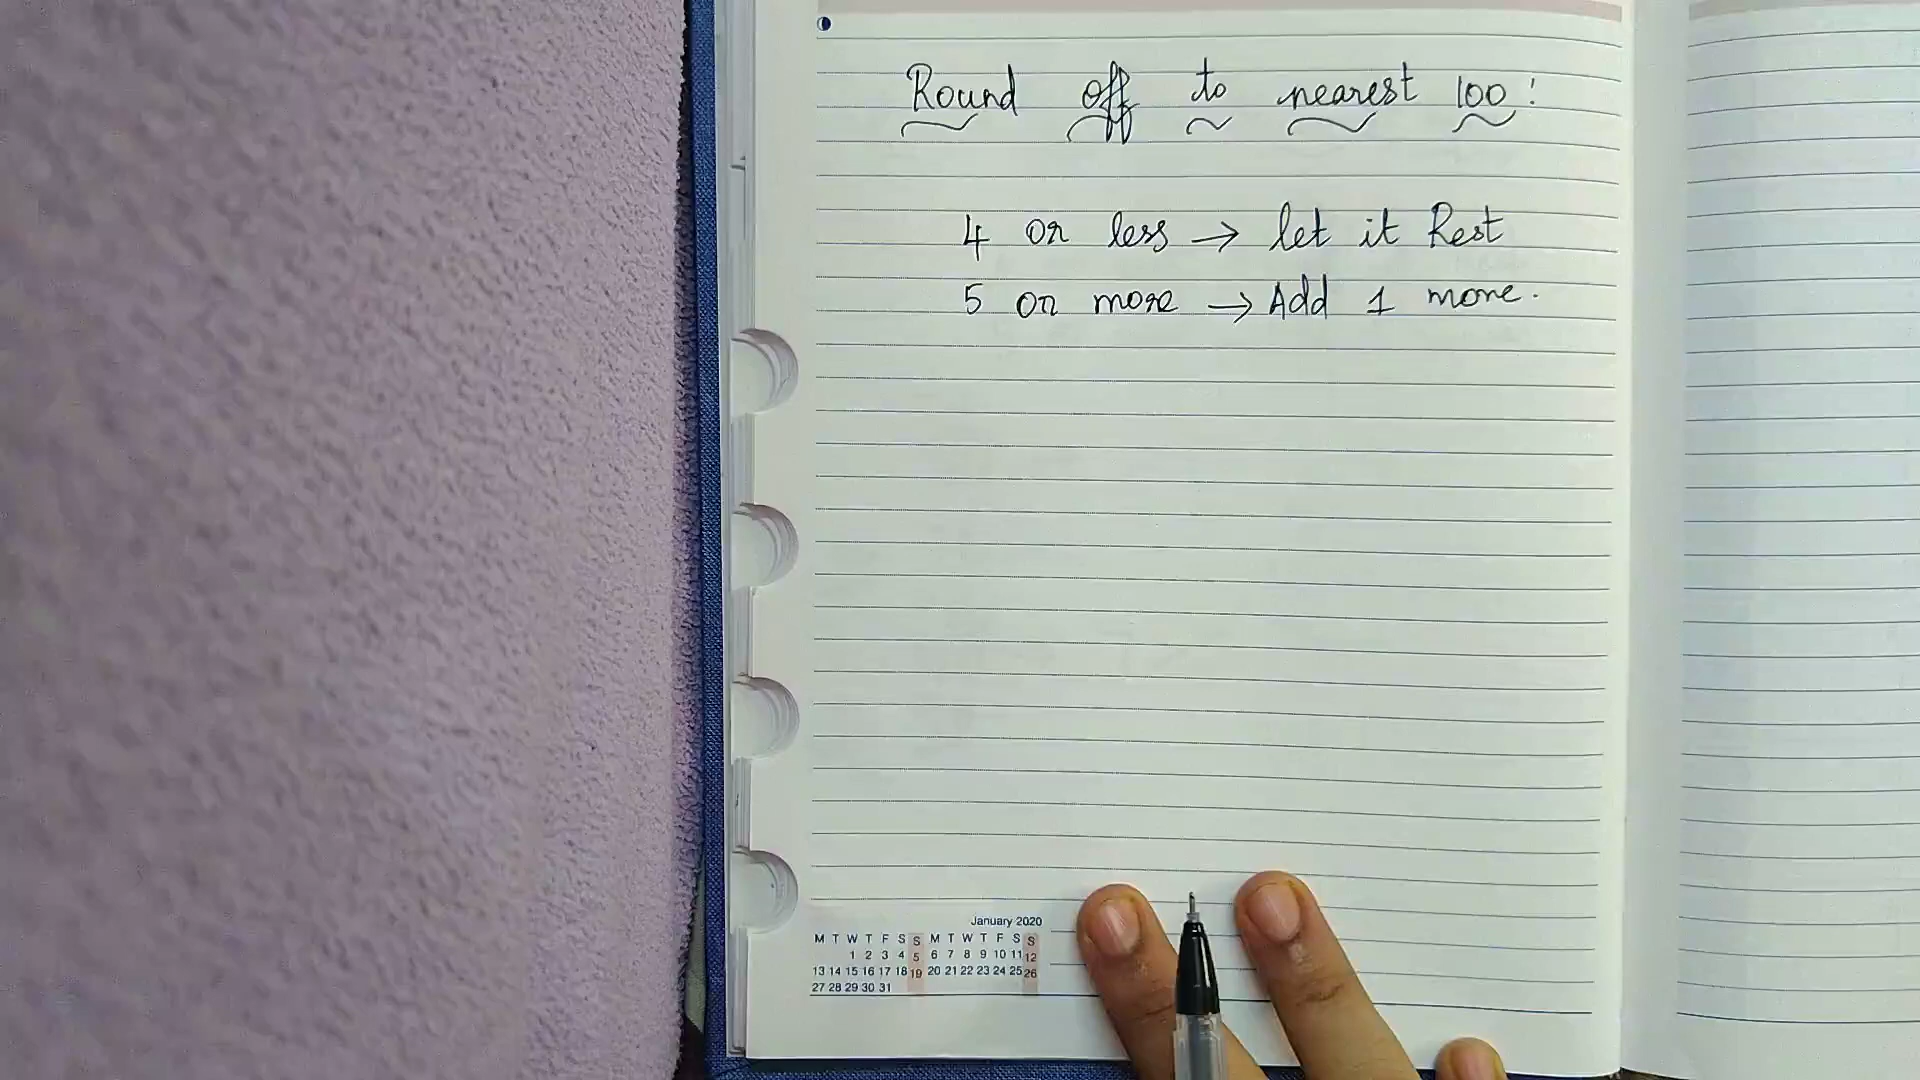 Round off to nearest 100:
4 or less → let it Rest
5 or more → Add 1 more.
January 2020
M T W T F S S M T W T F S S
1 2 3 4 5 6 7 8 9 10 11 12
13 14 15 16 17 18 19 20 21 22 23 24 25 26
27 28 29 30 31